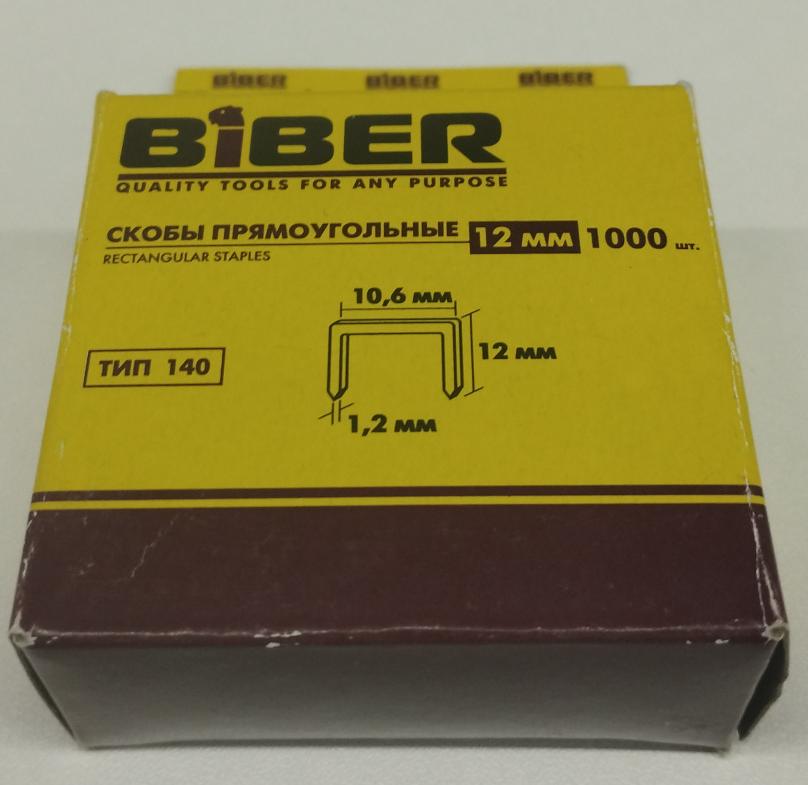 BiBER BiBER BiBER
BiBER
QUALITY TOOLS FOR ANY PURPOSE
СКОБЫ ПРЯМОУГОЛЬНЫЕ 12 мм 1000 шт.
RECTANGULAR STAPLES
10,6 мм
12 мм
ТИП 140
1,2 мм